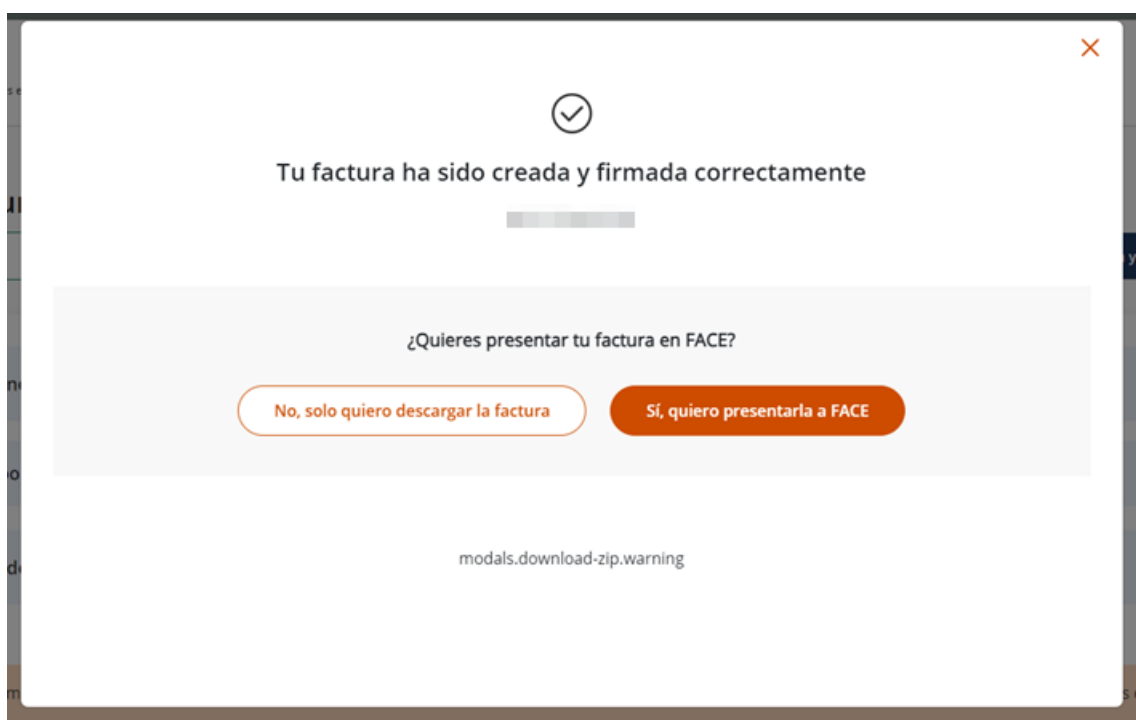 Tu factura ha sido creada y firmada correctamente
¿Quieres presentar tu factura en FACE?
No, solo quiero descargar la factura
Sí, quiero presentarla a FACE
modals.download-zip.warning